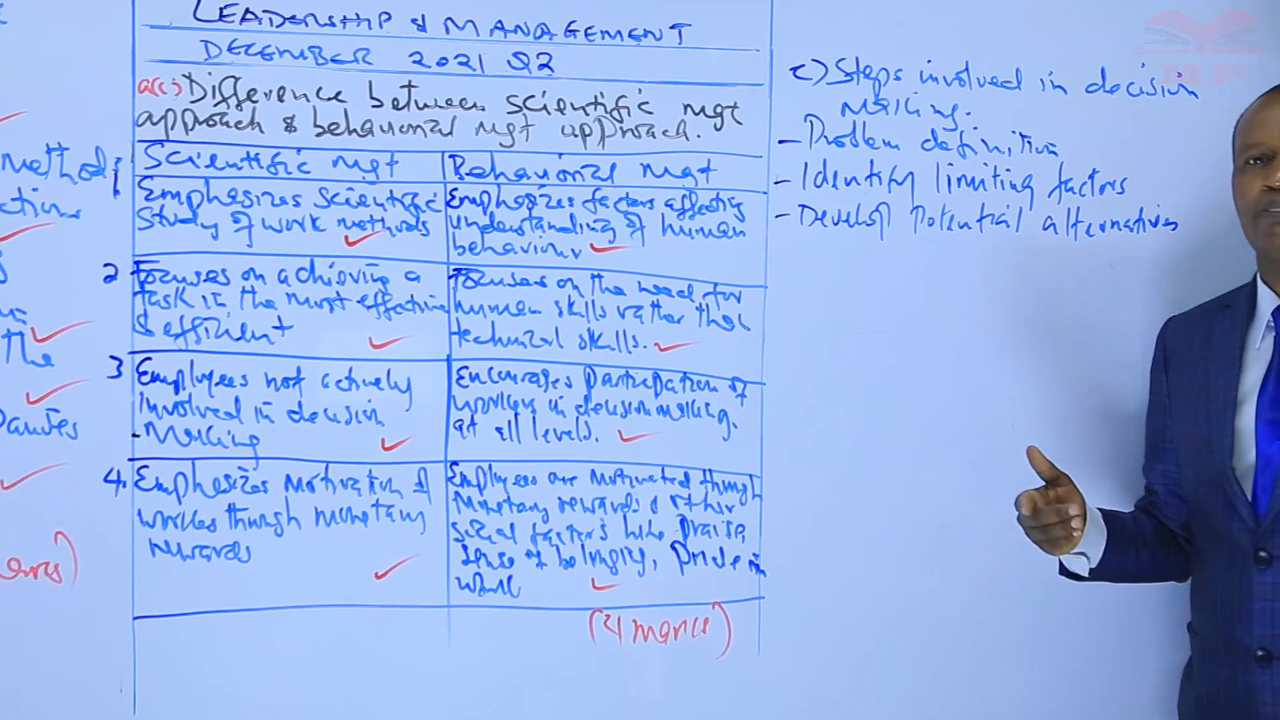 LEADERSHIP & MANAGEMENT
DECEMBER 2021 Q2
a(c) Difference between scientific mgt
approach & behavioral mgt approach.
Scientific mgt
Emphasizes Scientific
Study of work methods
2 Focuses on achieving a
task in the most effective
& efficient
3 Employees not actively
involved in decision
Making
4. Emphasizes Motivation of
workers through monetary
rewards
Behavioral mgt
Emphasizes factors affecting
understanding of human
behaviour
Focuses on the need for
human skills rather than
technical skills.
Encourages Participation of
workers in decision making
at all levels.
Employees are motivated through
Monetary rewards & other
social factors like praise,
sense of belonging, pride in
work
(4 marks)
c) Steps involved in decision
Making.
- Problem definition
- Identify limiting factors
- Develop Potential alternatives
method
the